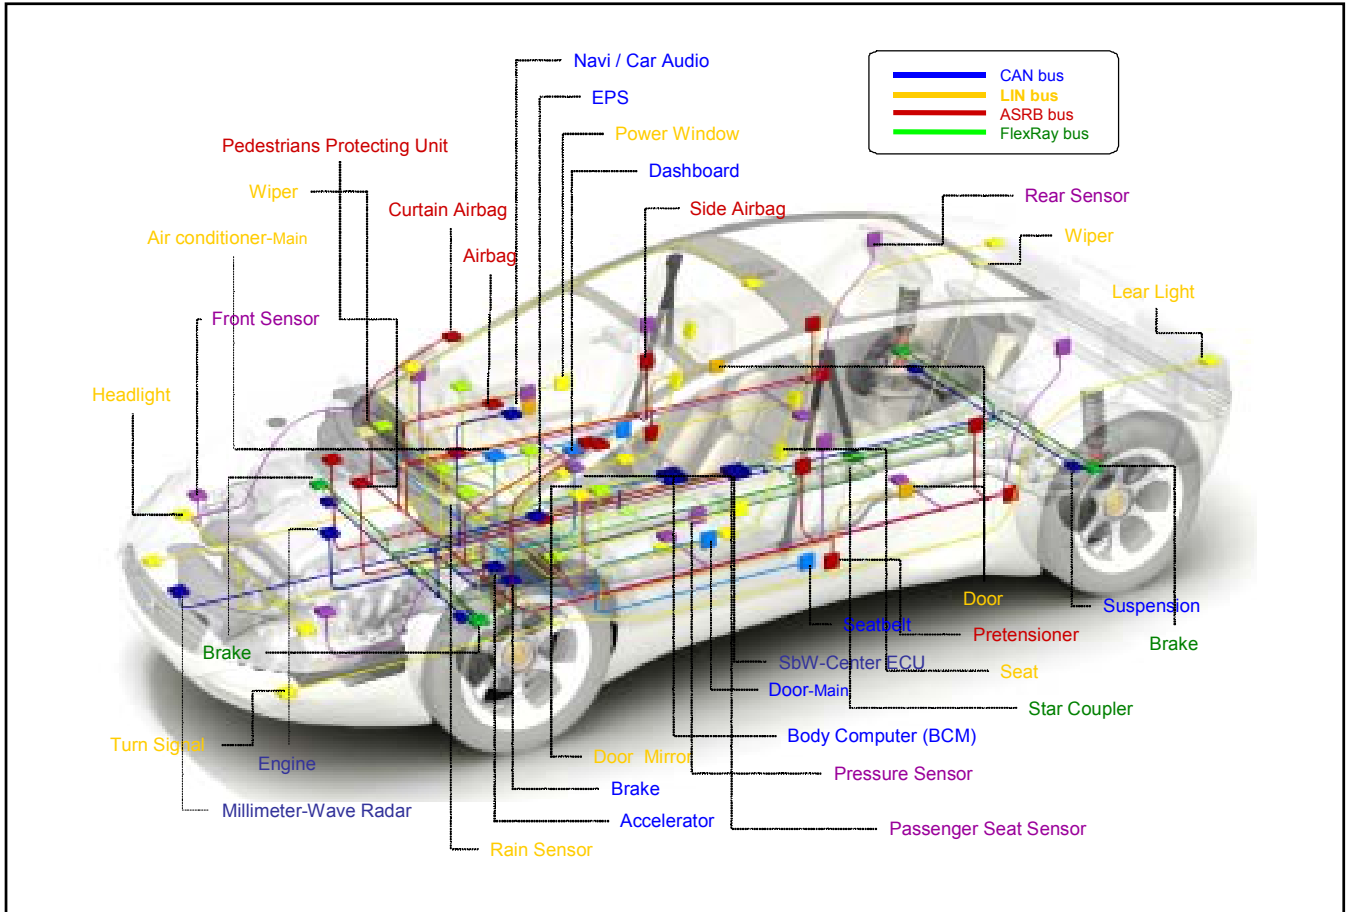 Navi / Car Audio
CAN bus
EPS
LIN bus
ASRB bus
Power Window
FlexRay bus
Pedestrians Protecting Unit
Dashboard
Wiper
Rear Sensor
Curtain Airbag
Side Airbag
Air conditioner-Main
Wiper
Airbag
Lear Light
Front Sensor
Headlight
Door
Suspension
Seatbelt
Pretensioner
Brake
Brake
SbW-Center ECU
Seat
Door-Main
Star Coupler
Turn Signal
Body Computer (BCM)
Engine
Door Mirror
Pressure Sensor
Brake
Millimeter-Wave Radar
Accelerator
Passenger Seat Sensor
Rain Sensor